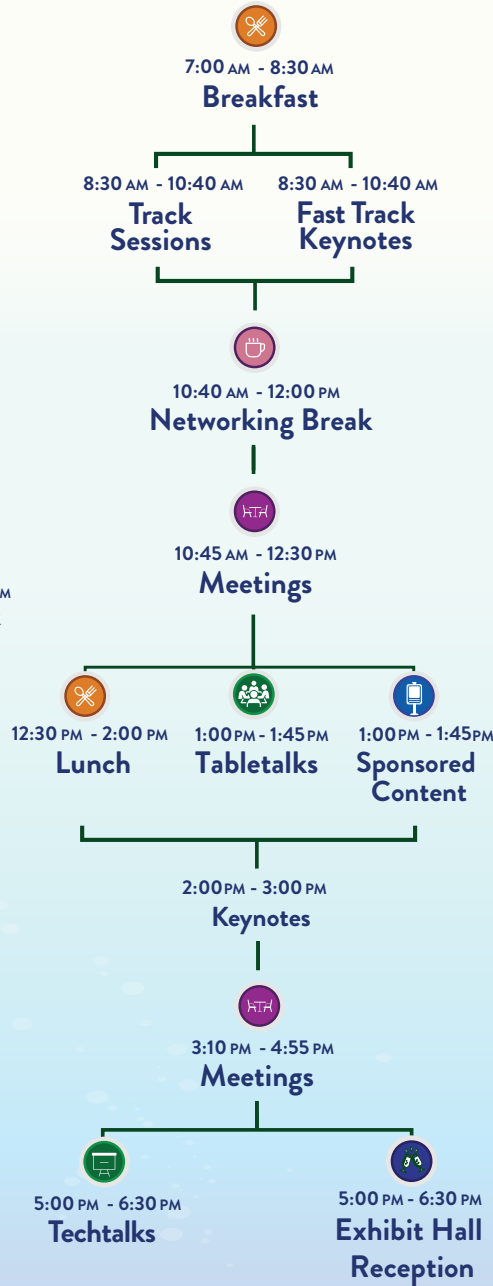 7:00 AM - 8:30 AM
Breakfast
8:30 AM - 10:40 AM
Track
Sessions
8:30 AM - 10:40 AM
Fast Track
Keynotes
10:40 AM - 12:00 PM
Networking Break
10:45 AM - 12:30 PM
Meetings
M
12:30 PM - 2:00 PM
Lunch
1:00 PM - 1:45 PM
Tabletalks
1:00 PM - 1:45 PM
Sponsored
Content
2:00 PM - 3:00 PM
Keynotes
3:10 PM - 4:55 PM
Meetings
5:00 PM - 6:30 PM
Techtalks
5:00 PM - 6:30 PM
Exhibit Hall
Reception